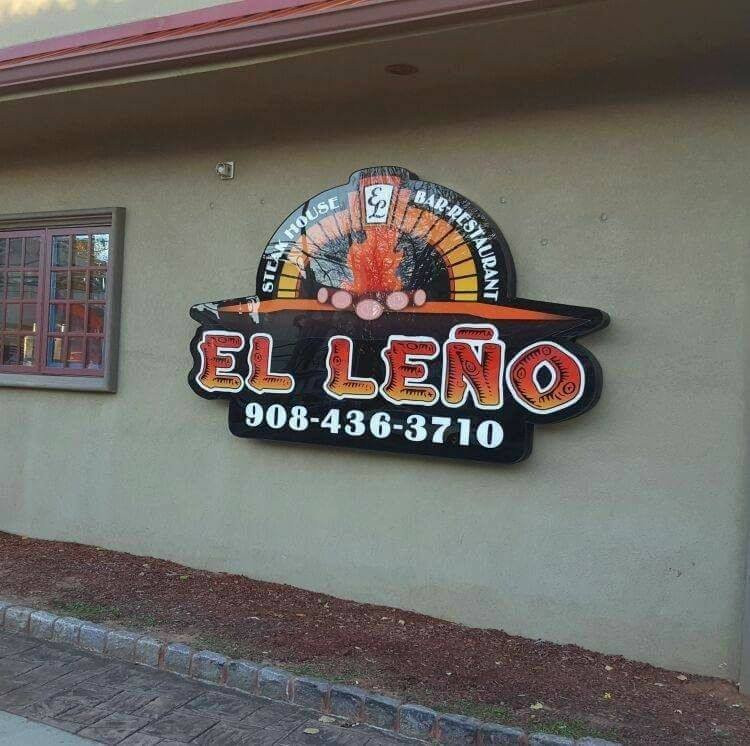 STEAK HOUSE
EL
BAR-RESTAURANT
EL LEÑO
908-436-3710